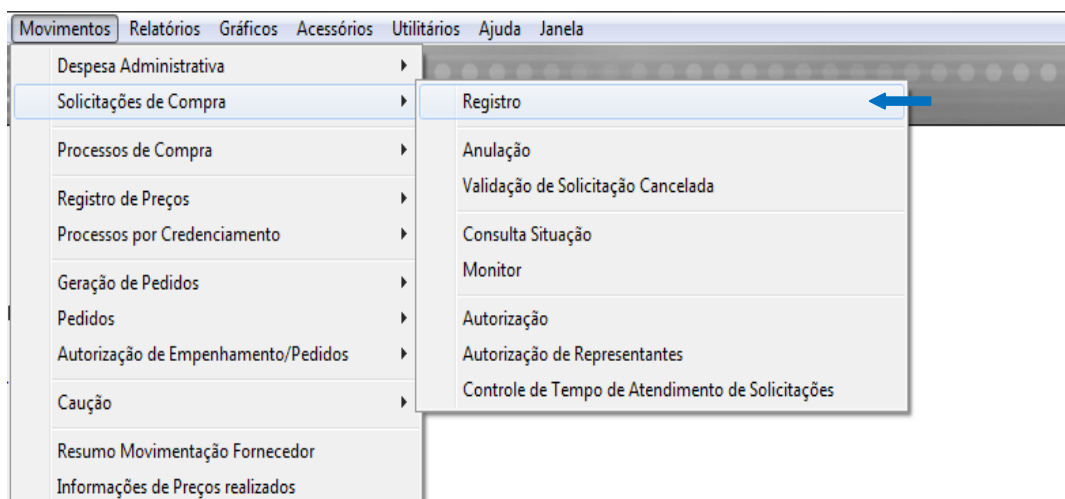 Movimentos Relatórios Gráficos Acessórios Utilitários Ajuda Janela
Despesa Administrativa
Solicitações de Compra
Processos de Compra
Registro de Preços
Processos por Credenciamento
Geração de Pedidos
Pedidos
Autorização de Empenhamento/Pedidos
Caução
Resumo Movimentação Fornecedor
Informações de Preços realizados
Registro
Anulação
Validação de Solicitação Cancelada
Consulta Situação
Monitor
Autorização
Autorização de Representantes
Controle de Tempo de Atendimento de Solicitações